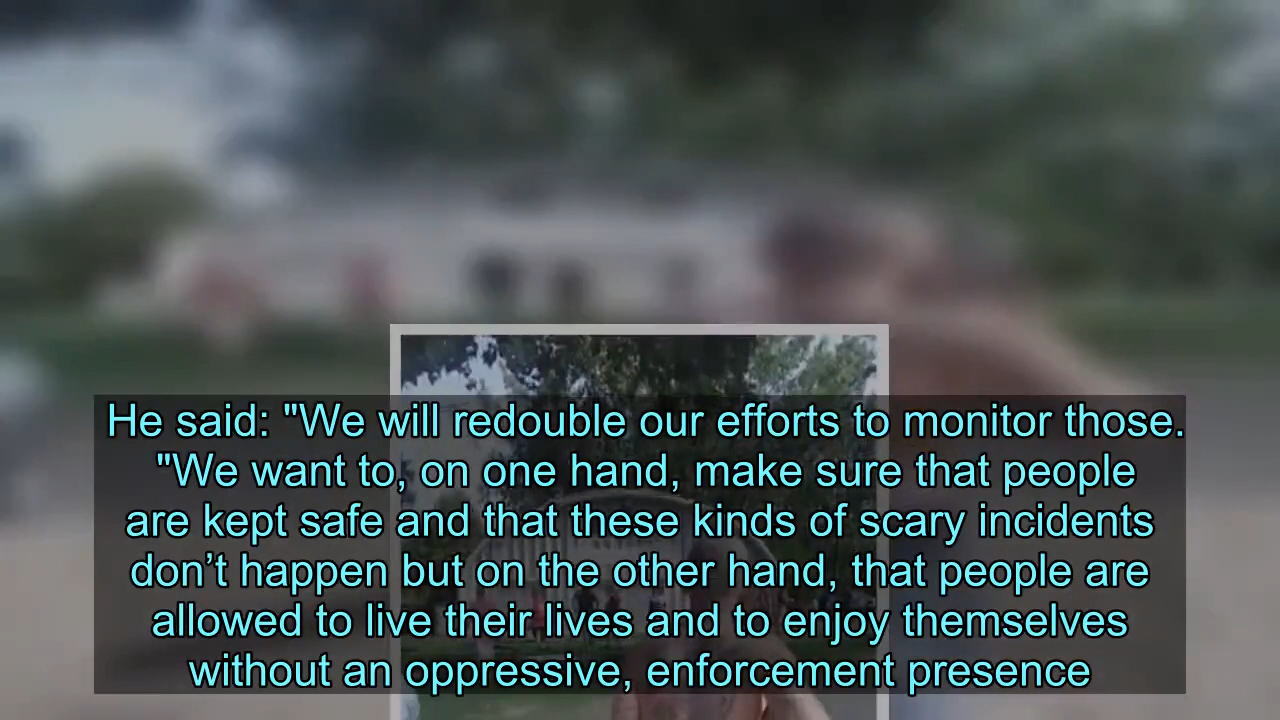 He said: "We will redouble our efforts to monitor those.
"We want to, on one hand, make sure that people
are kept safe and that these kinds of scary incidents
don’t happen but on the other hand, that people are
allowed to live their lives and to enjoy themselves
without an oppressive, enforcement presence